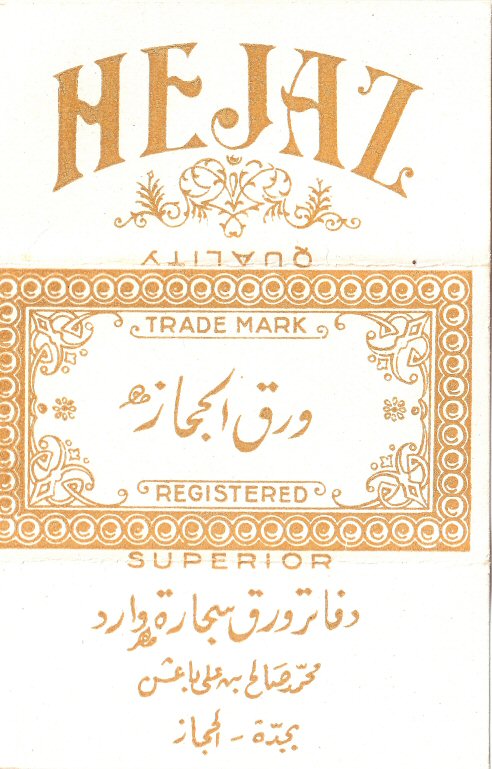 HEJAZ
QUALITY
TRADE MARK
ورق الحجاز
REGISTERED
SUPERIOR
دفاتر ورق سجارة وارد
محمد صالح بن علي باعشن
بجدة - الحجاز